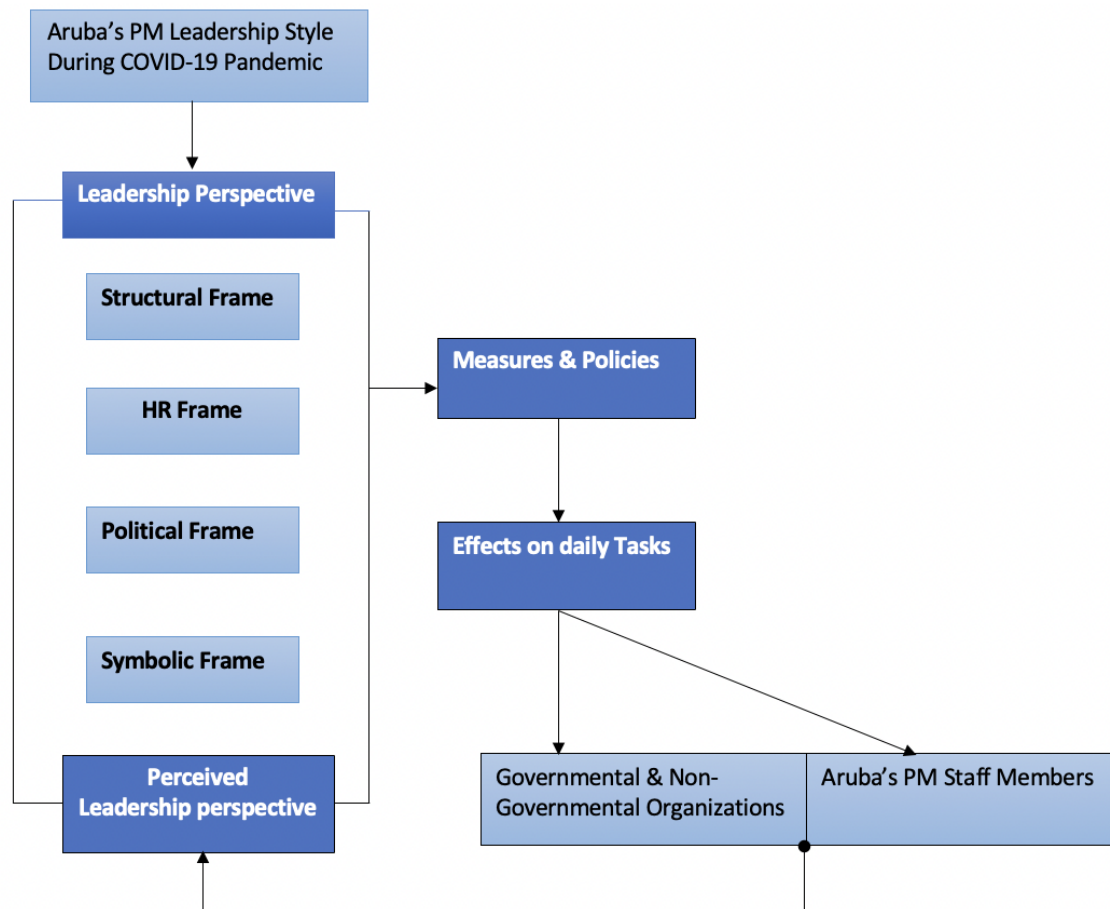 Aruba’s PM Leadership Style
During COVID-19 Pandemic
Leadership Perspective
Structural Frame
HR Frame
Political Frame
Symbolic Frame
Perceived
Leadership perspective
Measures & Policies
Effects on daily Tasks
Governmental & Non-
Governmental Organizations
Aruba’s PM Staff Members